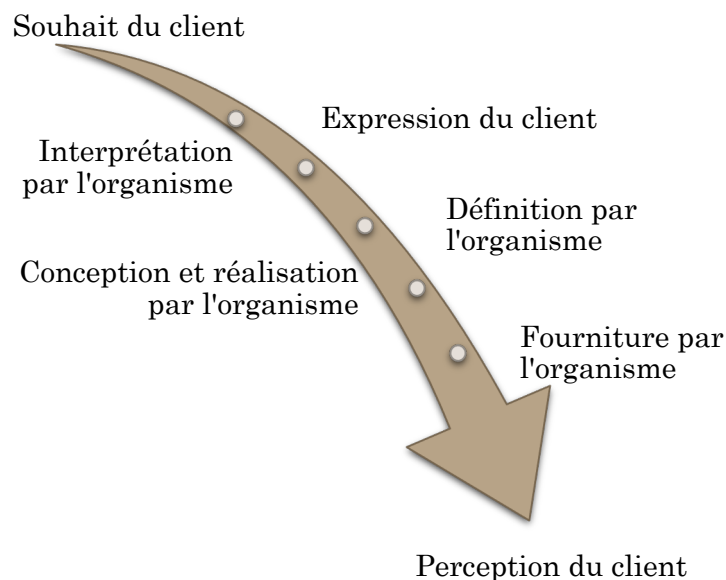 Souhait du client
Expression du client
Interprétation
par l'organisme
Définition par
l'organisme
Conception et réalisation
par l'organisme
Fourniture par
l'organisme
Perception du client